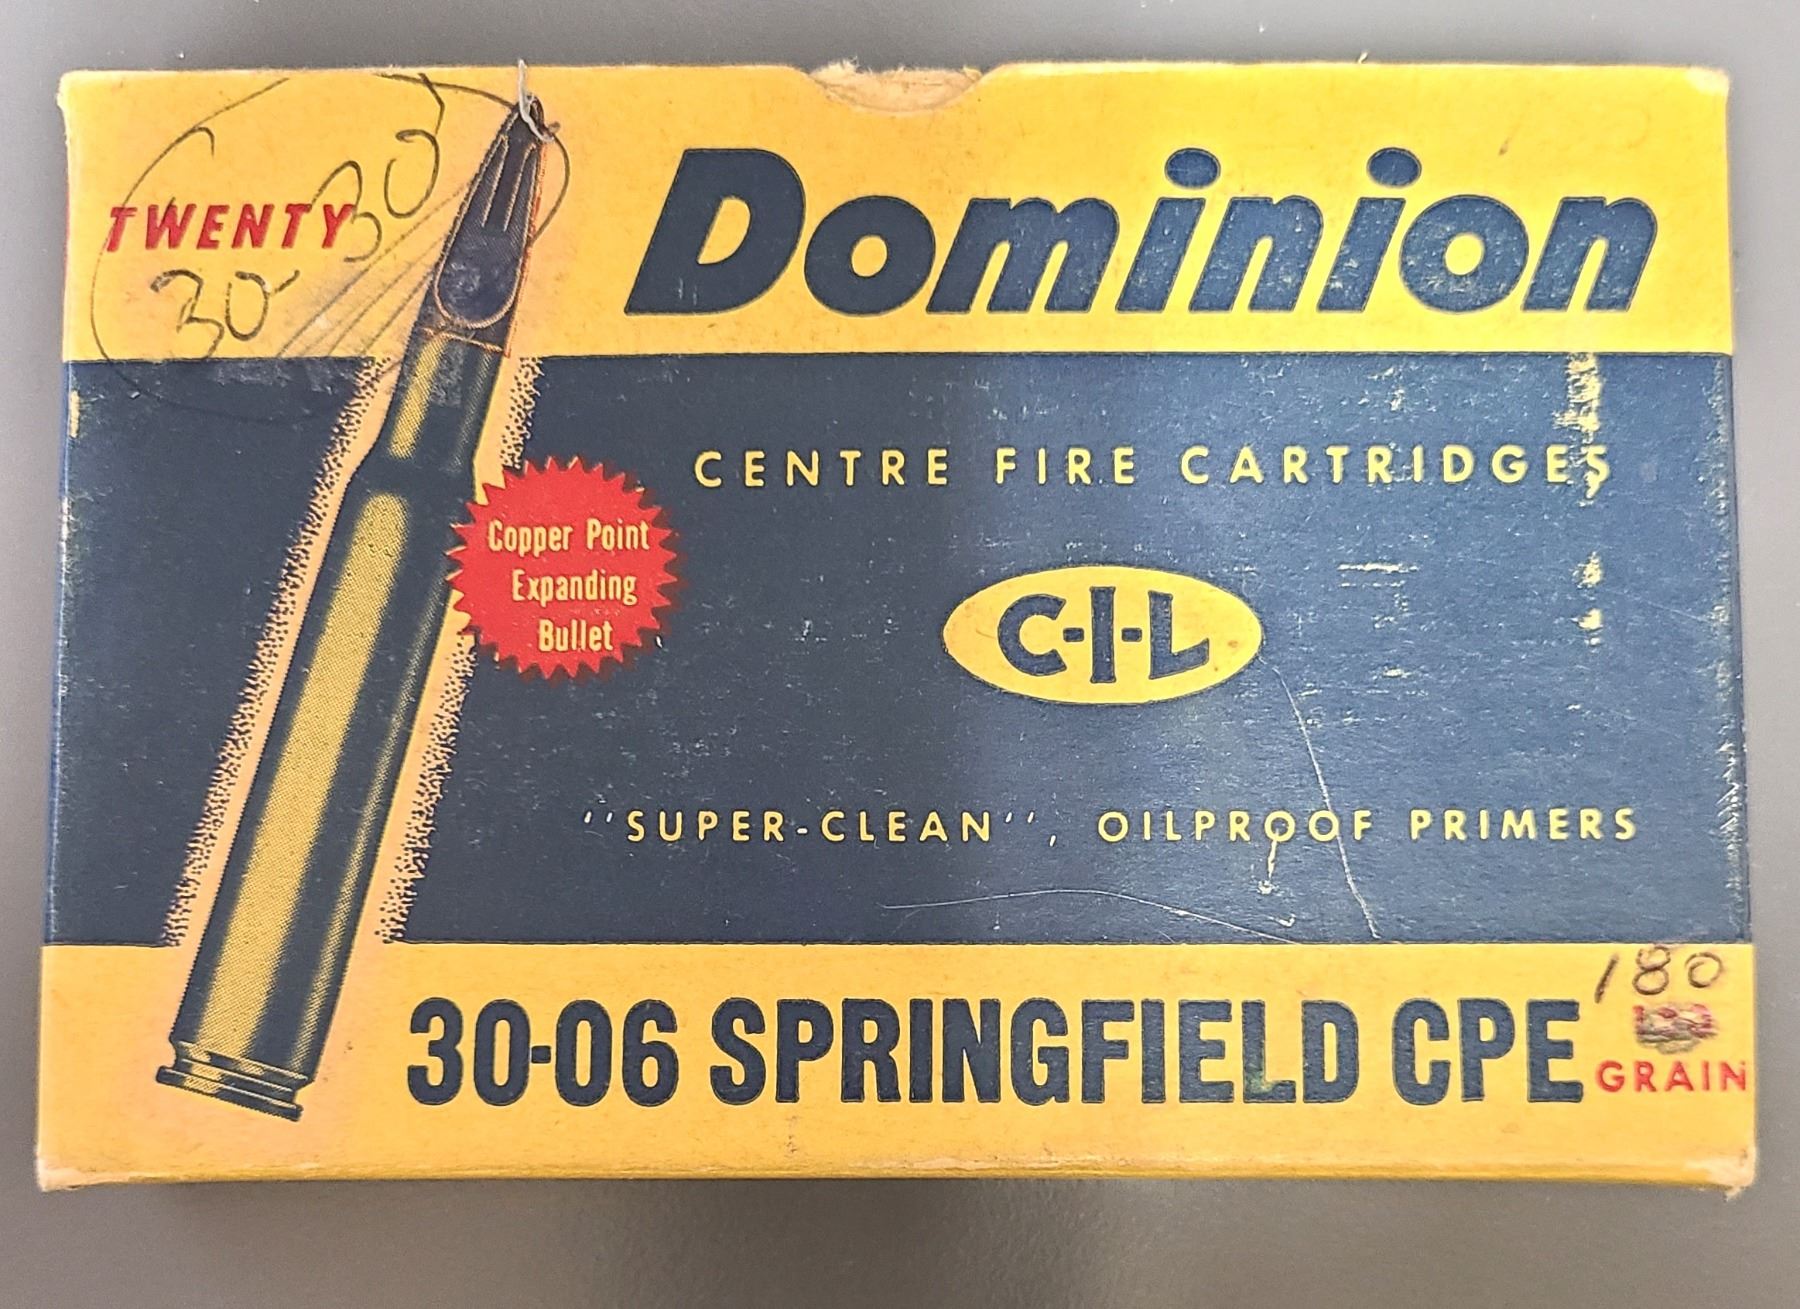 TWENTY
30
30
Dominion
CENTRE FIRE CARTRIDGES
Copper Point
Expanding
Bullet
C-I-L
"SUPER-CLEAN", OILPROOF PRIMERS
180
30-06 SPRINGFIELD CPE
GRAIN